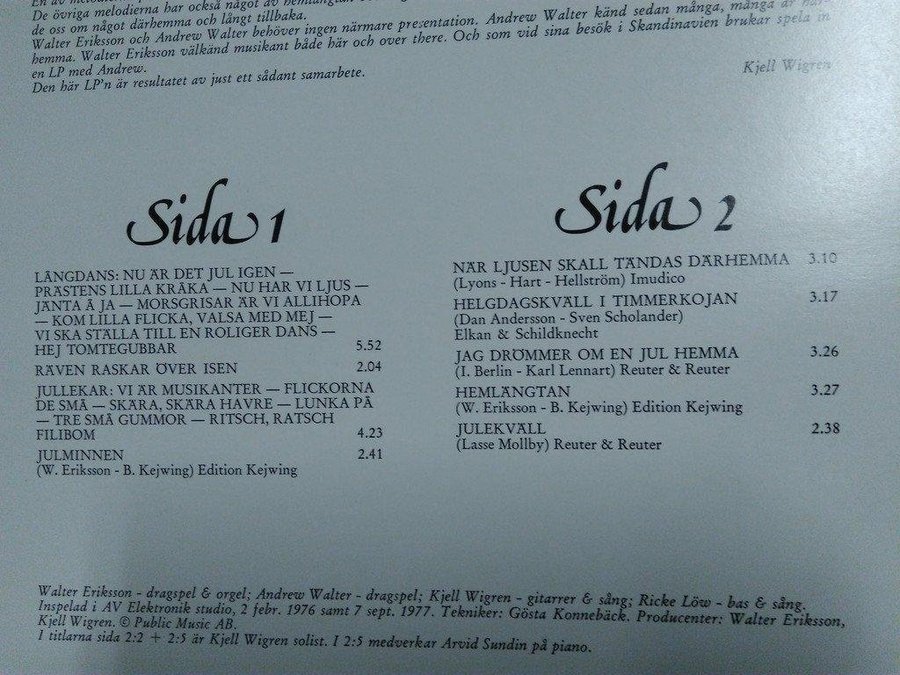 De övriga melodierna har också något av
de oss om något därhemma och långt tillbaka.
Walter Eriksson och Andrew Walter behöver ingen närmare presentation. Andrew Walter känd sedan många, många år här
hemma. Walter Eriksson välkänd musikant både här och over there. Och som vid sina besök i Skandinavien brukar spela in
en LP med Andrew.
Den här LP'n är resultatet av just ett sådant samarbete.
Kjell Wigren
Sida 1
LÅNGDANS: NU ÄR DET JUL IGEN —
PRÄSTENS LILLA KRÅKA — NU HAR VI LJUS —
JÄNTA Å JA — MORSGRISAR ÄR VI ALLIHOPA
— KOM LILLA FLICKA, VALSA MED MEJ —
VI SKA STÄLLA TILL EN ROLIGER DANS —
HEJ TOMTEGUBBAR 5.52
RÄVEN RASKAR ÖVER ISEN 2.04
JULLEKAR: VI ÄR MUSIKANTER — FLICKORNA
DE SMÅ — SKÄRA, SKÄRA HAVRE — LUNKA PÅ
— TRE SMÅ GUMMOR — RITSCH, RATSCH
FILIBOM 4.23
JULMINNEN 2.41
(W. Eriksson - B. Kejwing) Edition Kejwing
Sida 2
NÄR LJUSEN SKALL TÄNDAS DÄRHEMMA 3.10
(Lyons - Hart - Hellström) Imudico
HELGDAGSKVÄLL I TIMMERKOJAN 3.17
(Dan Andersson - Sven Scholander)
Elkan & Schildknecht
JAG DRÖMMER OM EN JUL HEMMA 3.26
(I. Berlin - Karl Lennart) Reuter & Reuter
HEMLÄNGTAN 3.27
(W. Eriksson - B. Kejwing) Edition Kejwing
JULEKVÄLL 2.38
(Lasse Mollby) Reuter & Reuter
Walter Eriksson - dragspel & orgel; Andrew Walter - dragspel; Kjell Wigren - gitarrer & sång; Ricke Löw - bas & sång.
Inspelad i AV Elektronik studio, 2 febr. 1976 samt 7 sept. 1977. Tekniker: Gösta Konnebäck. Producenter: Walter Eriksson,
Kjell Wigren. © Public Music AB.
I titlarna sida 2:2 + 2:5 är Kjell Wigren solist. I 2:5 medverkar Arvid Sundin på piano.